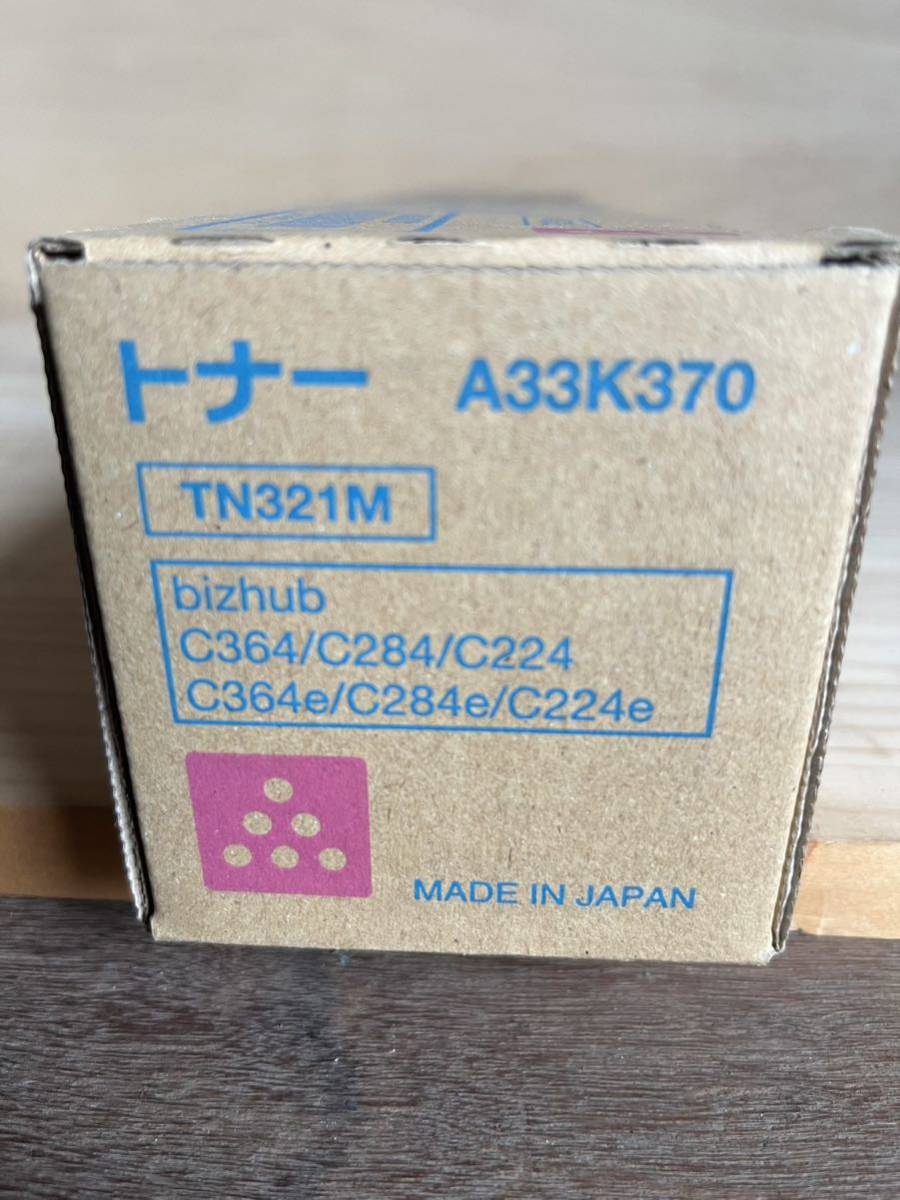 トナー A33K370
TN321M
bizhub
C364/C284/C224
C364e/C284e/C224e
MADE IN JAPAN